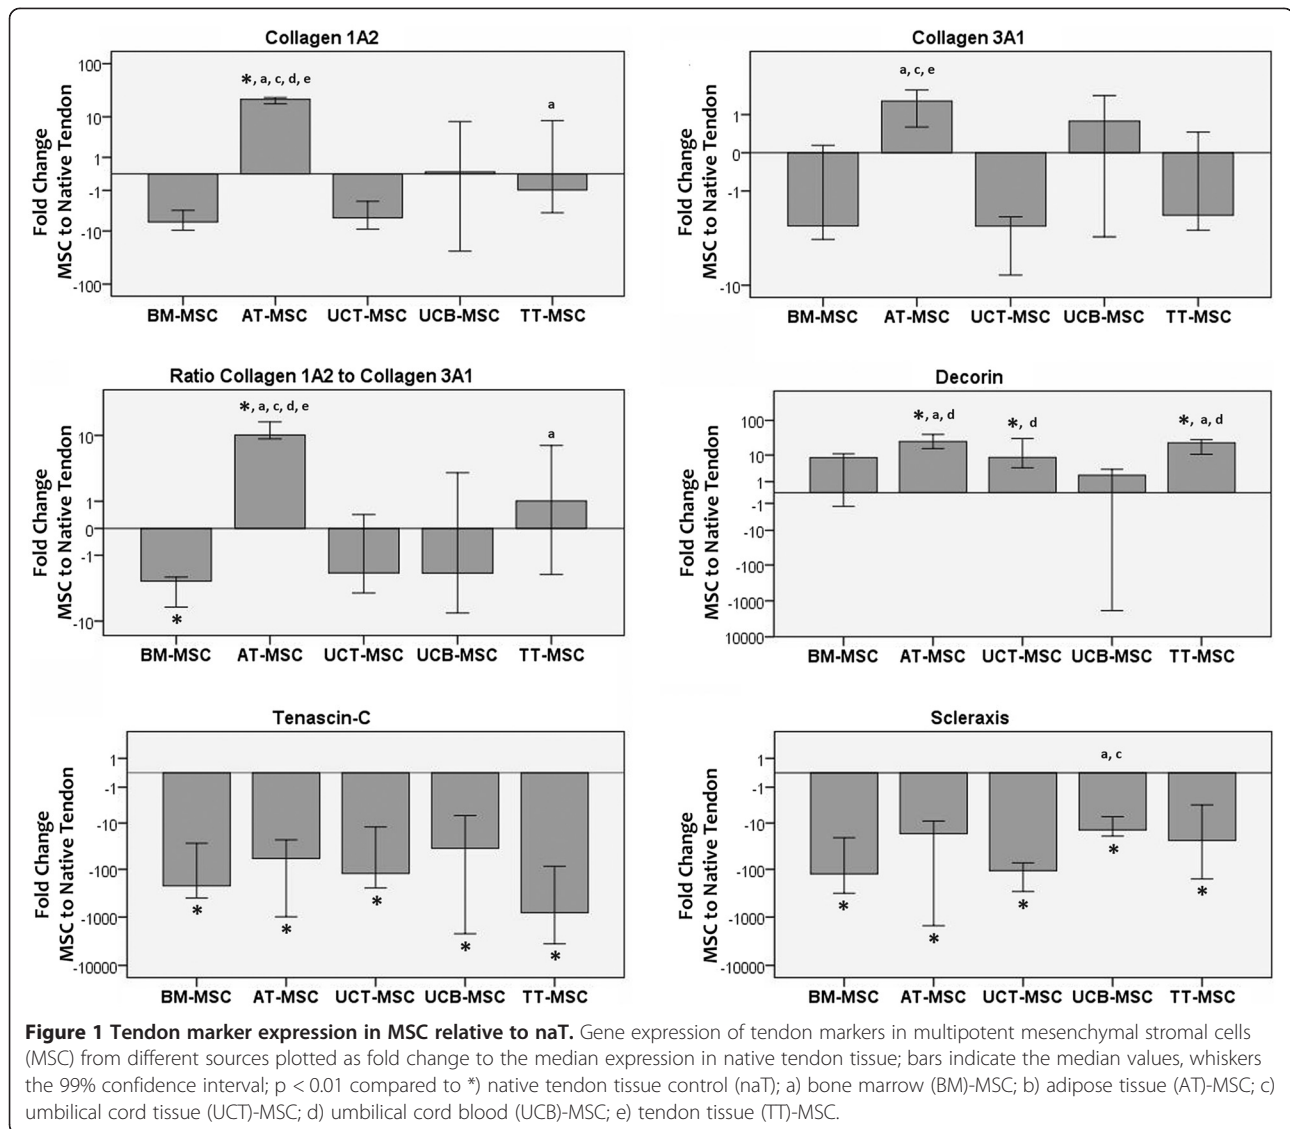 Collagen 1A2
Fold Change
MSC to Native Tendon
100
10
1
-1
-10
-100
*, a, c, d, e
a
BM-MSC AT-MSC UCT-MSC UCB-MSC TT-MSC
Collagen 3A1
Fold Change
MSC to Native Tendon
1
0
-1
-10
a, c, e
BM-MSC AT-MSC UCT-MSC UCB-MSC TT-MSC
Ratio Collagen 1A2 to Collagen 3A1
Fold Change
MSC to Native Tendon
10
1
0
-1
-10
*, a, c, d, e
a
*
BM-MSC AT-MSC UCT-MSC UCB-MSC TT-MSC
Decorin
Fold Change
MSC to Native Tendon
100
10
1
-1
-10
-100
-1000
10000
*, a, d
*, d
*, a, d
BM-MSC AT-MSC UCT-MSC UCB-MSC TT-MSC
Tenascin-C
Fold Change
MSC to Native Tendon
1
-1
-10
-100
-1000
-10000
* * * * *
BM-MSC AT-MSC UCT-MSC UCB-MSC TT-MSC
Scleraxis
Fold Change
MSC to Native Tendon
1
-1
-10
-100
-1000
-10000
a, c
* * * * *
BM-MSC AT-MSC UCT-MSC UCB-MSC TT-MSC
Figure 1 Tendon marker expression in MSC relative to naT. Gene expression of tendon markers in multipotent mesenchymal stromal cells
(MSC) from different sources plotted as fold change to the median expression in native tendon tissue; bars indicate the median values, whiskers
the 99% confidence interval; p < 0.01 compared to *) native tendon tissue control (naT); a) bone marrow (BM)-MSC; b) adipose tissue (AT)-MSC; c)
umbilical cord tissue (UCT)-MSC; d) umbilical cord blood (UCB)-MSC; e) tendon tissue (TT)-MSC.